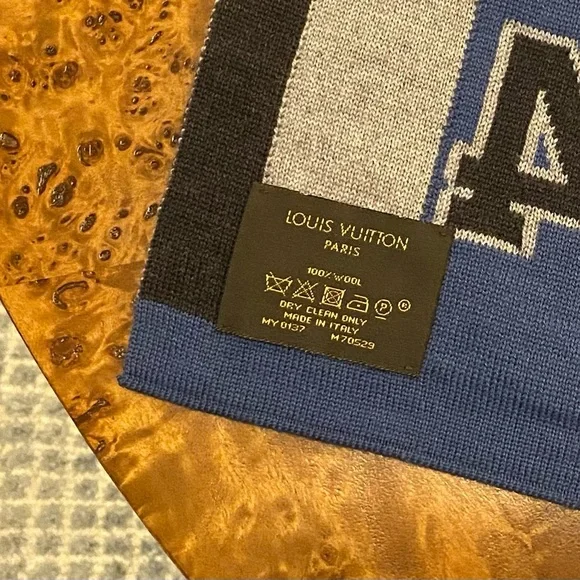 LOUIS VUITTON
PARIS
100% WOOL
P
DRY CLEAN ONLY
MADE IN ITALY
MY 0137 M70529